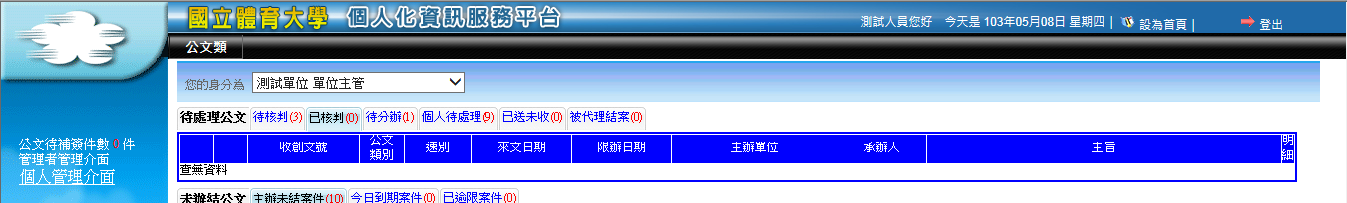 國立體育大學 個人化資訊服務平台
測試人員您好 今天是 103年05月08日 星期四 | 設為首頁 | 登出
公文類
您的身分為 測試單位 單位主管
待處理公文 待核判(3) 已核判(0) 待分辦(1) 個人待處理(9) 已送未收(0) 被代理結案(0)
收創文號 公文類別 速別 來文日期 限辦日期 主辦單位 承辦人 主旨 明細
查無資料
公文待補簽件數 0 件
管理者管理介面
個人管理介面
未辦結公文 主辦未結案件(10) 今日到期案件(0) 已逾限案件(0)